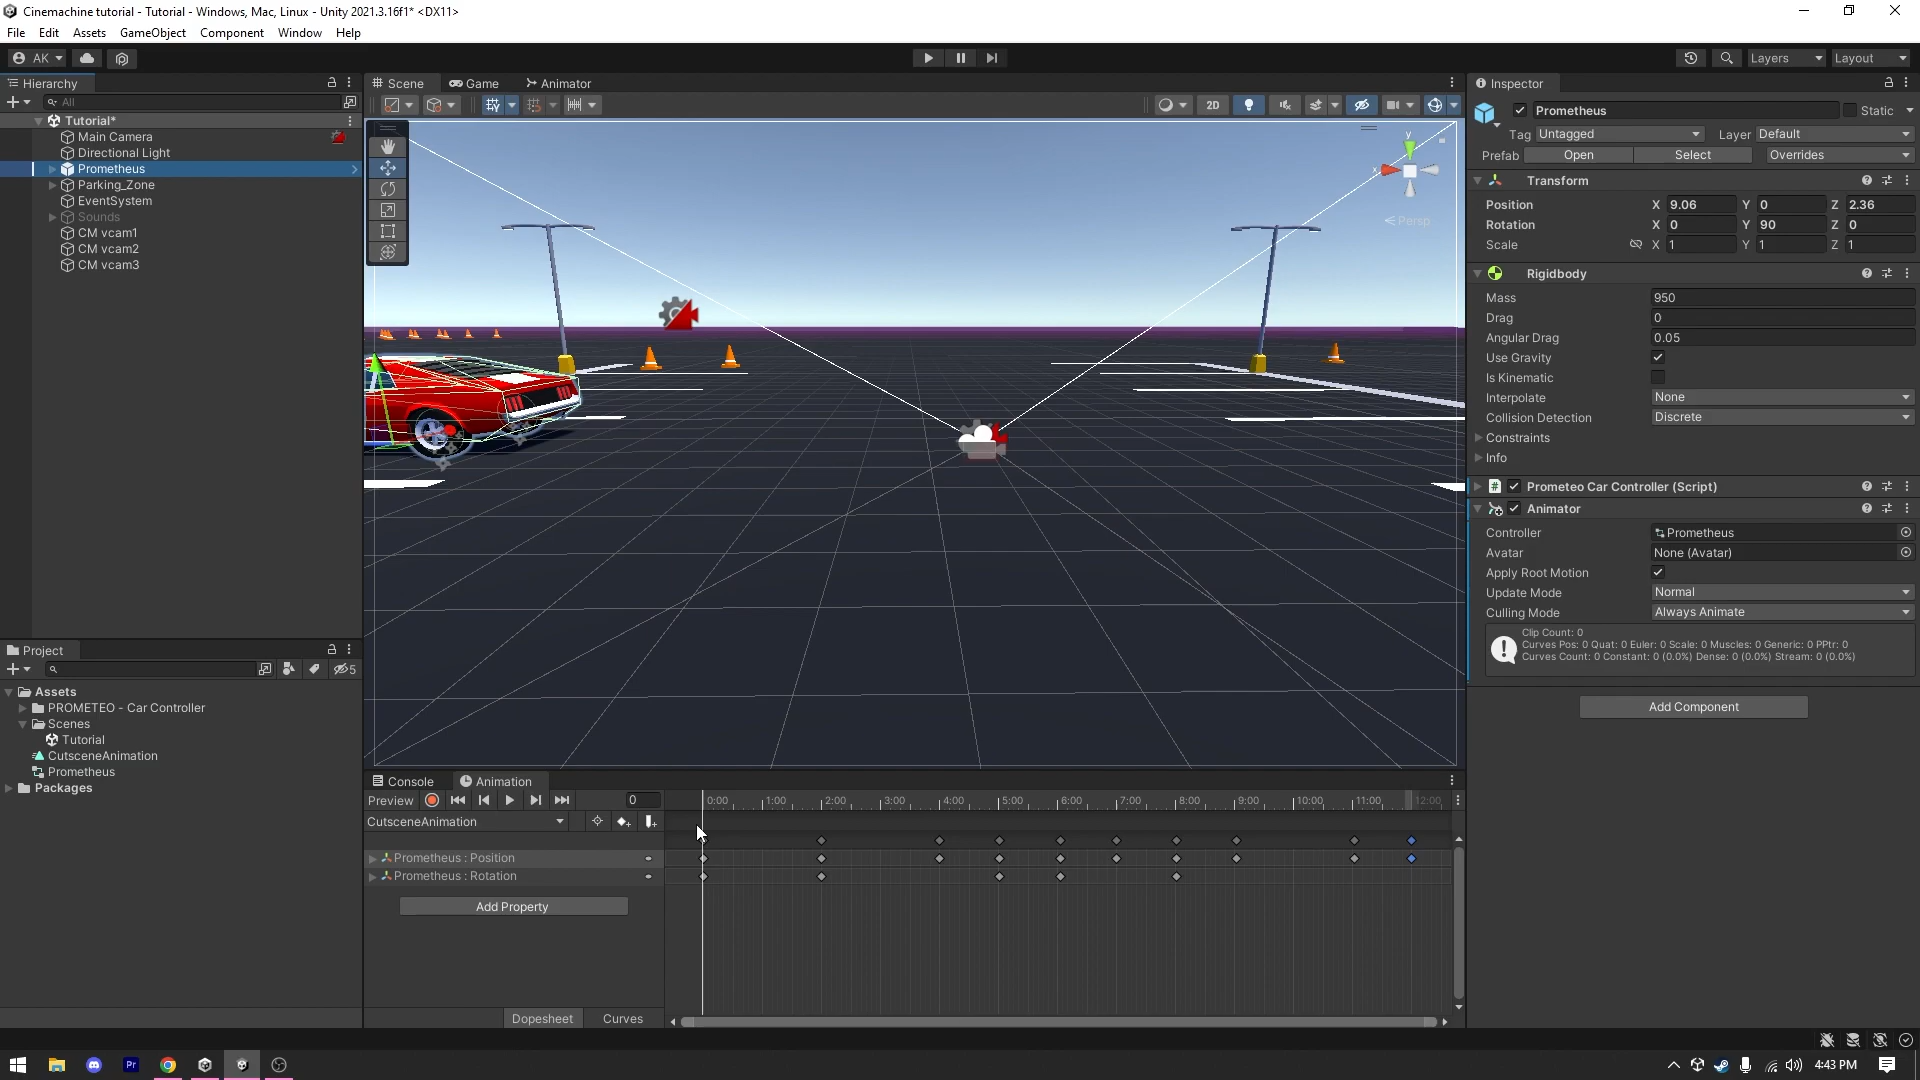 Cinemachine tutorial - Tutorial - Windows, Mac, Linux - Unity 2021.3.16f1* <DX11>
File Edit Assets GameObject Component Window Help
AK Layers Layout
Hierarchy
All
Tutorial*
Main Camera
Directional Light
Prometheus
Parking_Zone
EventSystem
Sounds
CM vcam1
CM vcam2
CM vcam3
Scene Game Animator
2D
y
x
Persp
Inspector
Prometheus Static
Tag Untagged Layer Default
Prefab Open Select Overrides
Transform
Position X 9.06 Y 0 Z 2.36
Rotation X 0 Y 90 Z 0
Scale X 1 Y 1 Z 1
Rigidbody
Mass 950
Drag 0
Angular Drag 0.05
Use Gravity
Is Kinematic
Interpolate None
Collision Detection Discrete
Constraints
Info
Prometeo Car Controller (Script)
Animator
Controller Prometheus
Avatar None (Avatar)
Apply Root Motion
Update Mode Normal
Culling Mode Always Animate
Clip Count: 0
Curves Pos: 0 Quat: 0 Euler: 0 Scale: 0 Muscles: 0 Generic: 0 PPtr: 0
Curves Count: 0 Constant: 0 (0.0%) Dense: 0 (0.0%) Stream: 0 (0.0%)
Add Component
Project
5
Assets
PROMETEO - Car Controller
Scenes
Tutorial
CutsceneAnimation
Prometheus
Packages
Console Animation
Preview 0
0:00 1:00 2:00 3:00 4:00 5:00 6:00 7:00 8:00 9:00 10:00 11:00 12:00
CutsceneAnimation
Prometheus : Position
Prometheus : Rotation
Add Property
Dopesheet Curves
Pr
4:43 PM